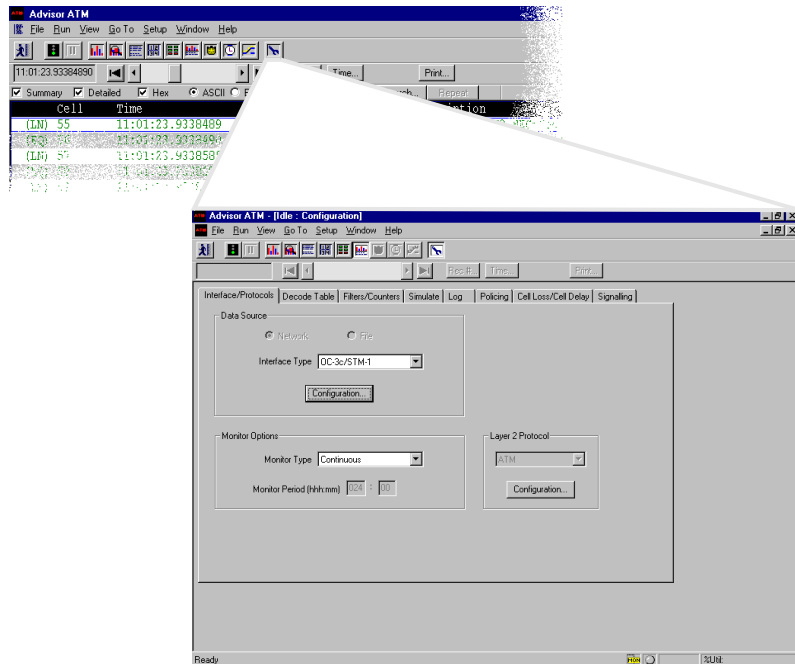 Advisor ATM
File Run View Go To Setup Window Help
11:01:23.93384890 Time... Print...
Summary Detailed Hex ASCII Repeat
Cell Time
(LN) 55 11:01:23.9338489
(LN)
Advisor ATM - [Idle : Configuration]
File Run View Go To Setup Window Help
Rec #... Time... Print...
Interface/Protocols Decode Table Filters/Counters Simulate Log Policing Cell Loss/Cell Delay Signalling
Data Source
Network File
Interface Type OC-3c/STM-1
Configuration...
Monitor Options Layer 2 Protocol
Monitor Type Continuous ATM
Monitor Period (hhh:mm) 024 : 00 Configuration...
Ready MON %Util: